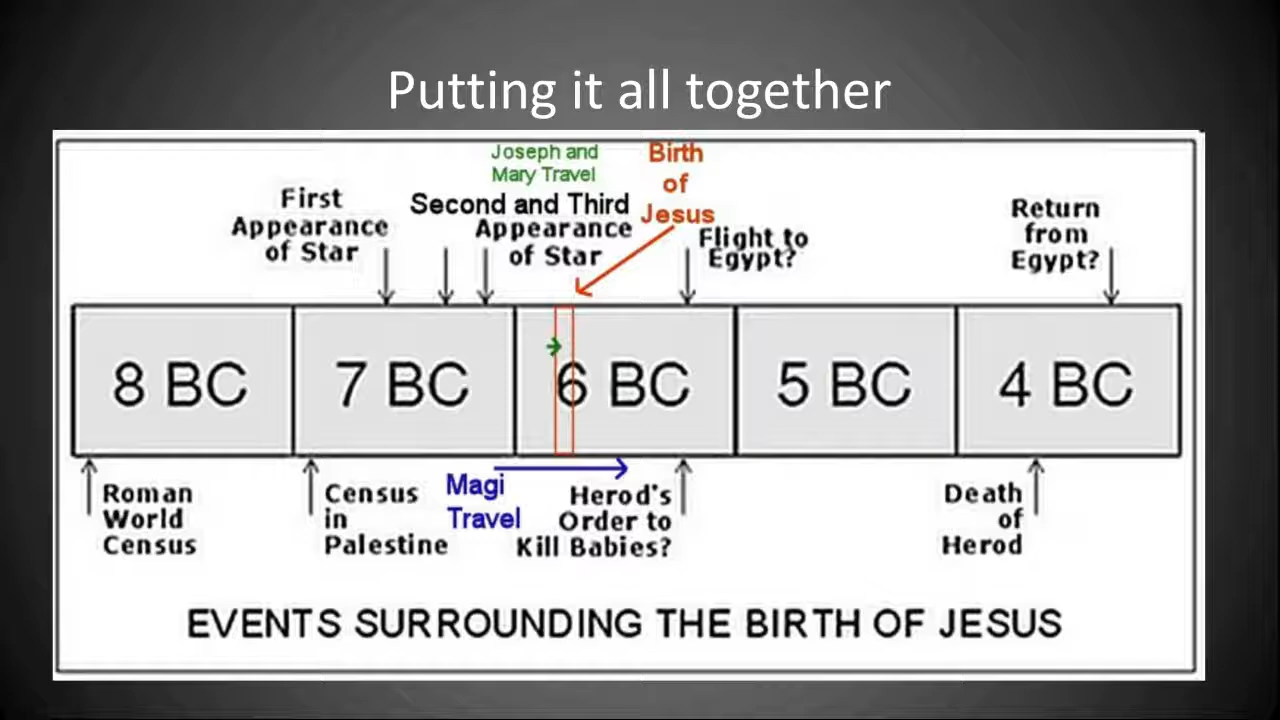 Putting it all together
Joseph and
Mary Travel
Birth
of
Jesus
First
Appearance
of Star
Second and Third
Appearance
of Star
Flight to
Egypt?
Return
from
Egypt?
8 BC
7 BC
6 BC
5 BC
4 BC
Roman
World
Census
Census
in
Palestine
Magi
Travel
Herod's
Order to
Kill Babies?
Death
of
Herod
EVENTS SURROUNDING THE BIRTH OF JESUS